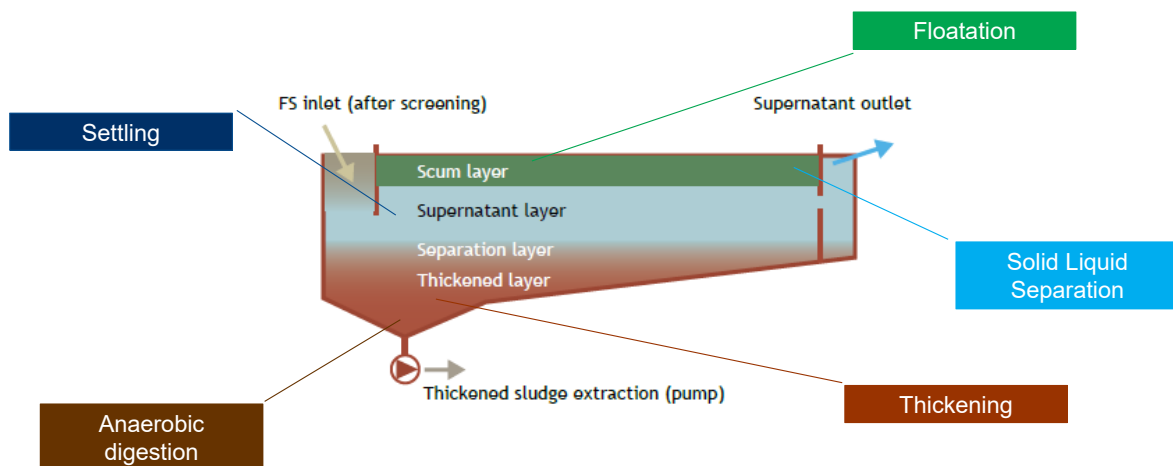 Floatation
FS inlet (after screening)
Supernatant outlet
Settling
Scum layer
Supernatant layer
Separation layer
Solid Liquid
Separation
Thickened layer
Thickened sludge extraction (pump)
Thickening
Anaerobic
digestion